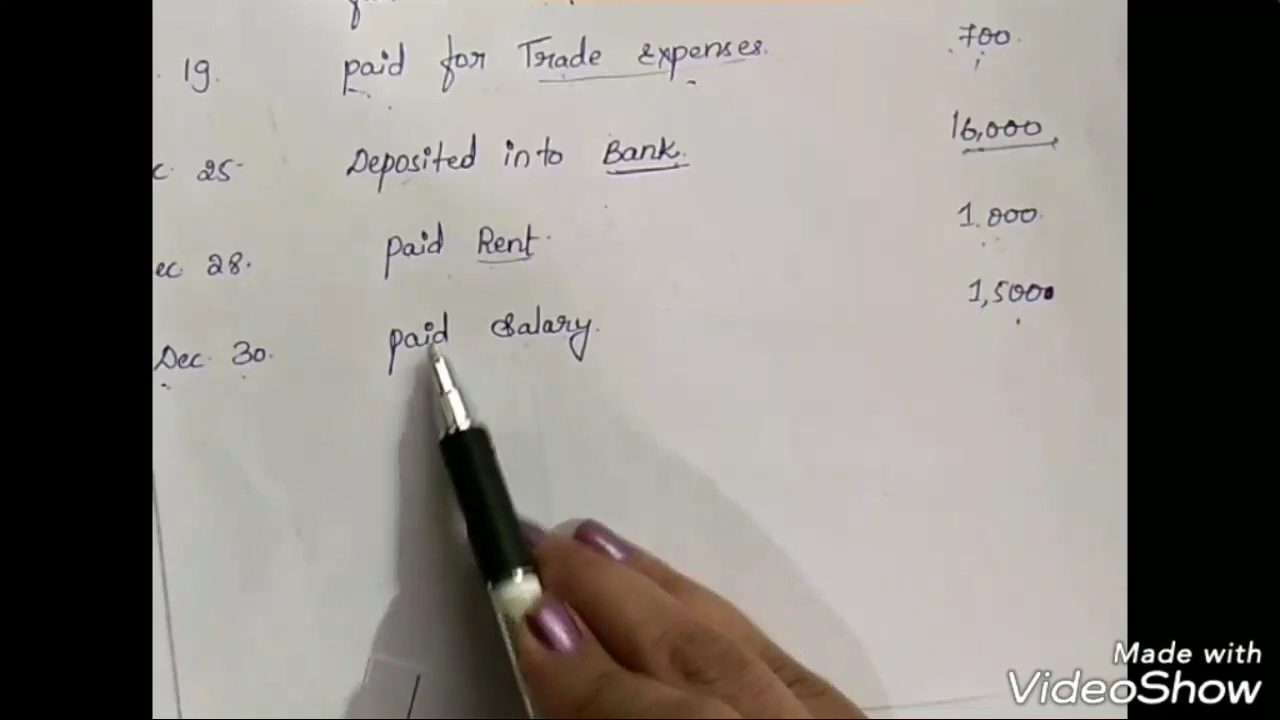 19. paid for Trade expenses. 700
c. 25 Deposited into Bank. 16,000
ec 28. paid Rent. 1.000
Dec. 30. paid Salary. 1,500
Made with
VideoShow